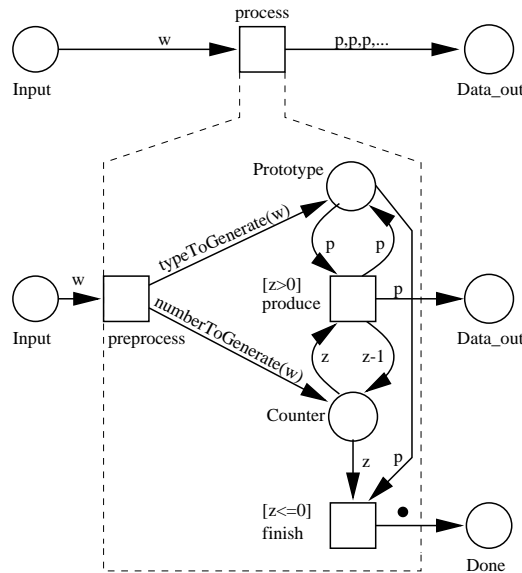 process
w
p,p,p,...
Input
Data_out
Prototype
typeToGenerate(w)
p
p
w
[z>0]
produce
p
Input
preprocess
numberToGenerate(w)
Data_out
z
z-1
Counter
z
p
[z<=0]
finish
Done